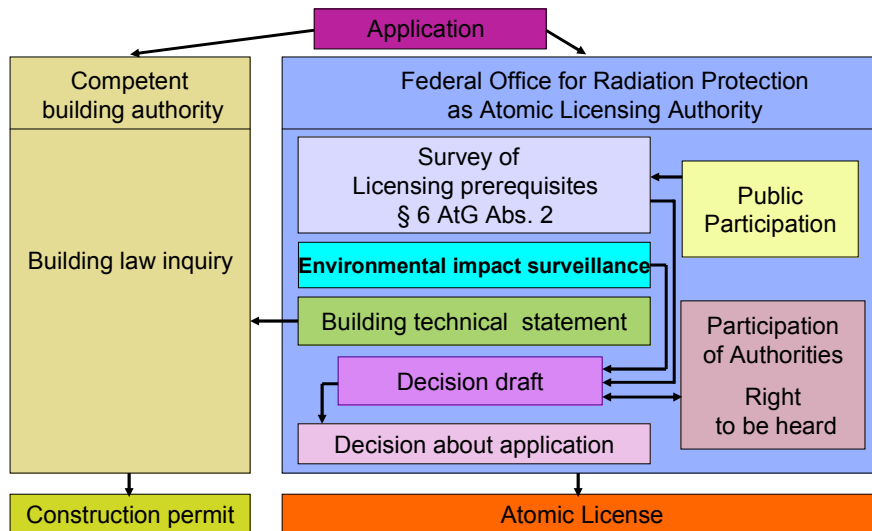 Application
Competent
building authority
Building law inquiry
Construction permit
Federal Office for Radiation Protection
as Atomic Licensing Authority
Survey of
Licensing prerequisites
§ 6 AtG Abs. 2
Public
Participation
Environmental impact surveillance
Building technical statement
Participation
of Authorities
Right
to be heard
Decision draft
Decision about application
Atomic License